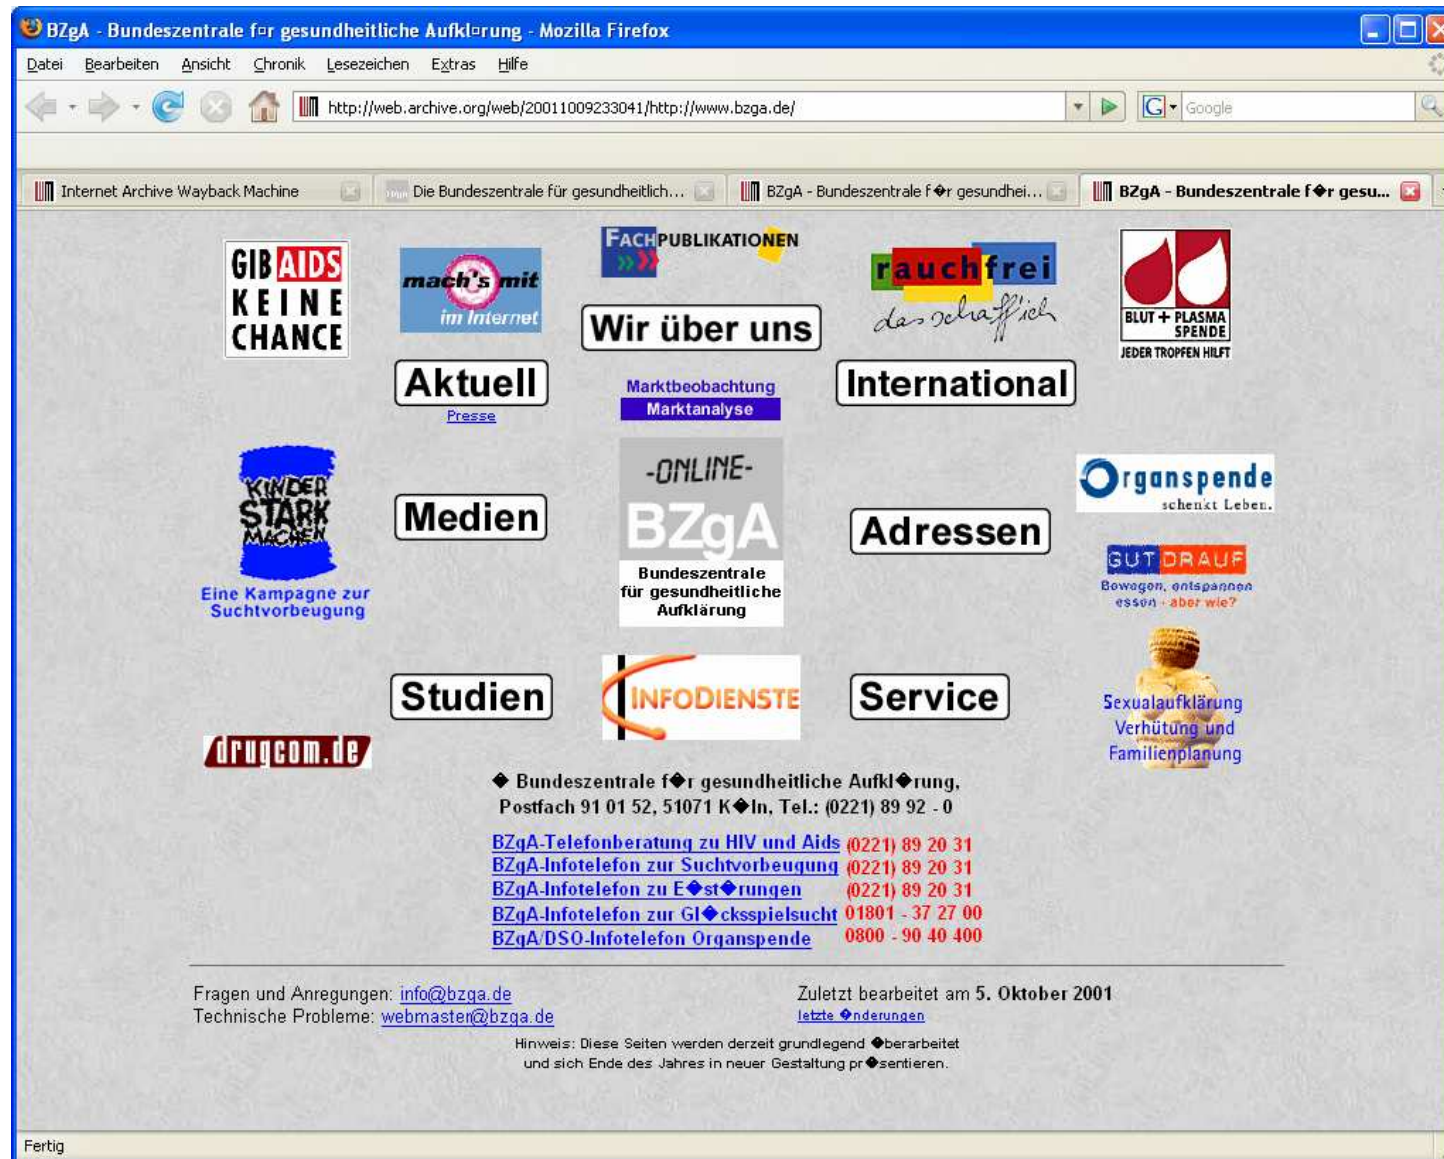 BZgA - Bundeszentrale f¤r gesundheitliche Aufkl¤rung - Mozilla Firefox
Datei Bearbeiten Ansicht Chronik Lesezeichen Extras Hilfe
http://web.archive.org/web/20011009233041/http://www.bzga.de/
G Google
Internet Archive Wayback Machine
Die Bundeszentrale für gesundheitlich...
BZgA - Bundeszentrale f�r gesundhei...
BZgA - Bundeszentrale f�r gesu...
GIB AIDS
KEINE
CHANCE
mach's mit
im Internet
FACHPUBLIKATIONEN
Wir über uns
rauchfrei
das schaff ich
BLUT + PLASMA
SPENDE
JEDER TROPFEN HILFT
Aktuell
Presse
Marktbeobachtung
Marktanalyse
International
KINDER
STARK
MACHEN
Eine Kampagne zur
Suchtvorbeugung
Medien
-ONLINE-
BZgA
Bundeszentrale
für gesundheitliche
Aufklärung
Adressen
Organspende
schenkt Leben.
GUT DRAUF
Bewegen, entspannen
essen - aber wie?
Studien
INFODIENSTE
Service
Sexualaufklärung
Verhütung und
Familienplanung
drugcom.de
� Bundeszentrale f�r gesundheitliche Aufkl�rung,
Postfach 91 01 52, 51071 K�ln, Tel.: (0221) 89 92 - 0
BZgA-Telefonberatung zu HIV und Aids (0221) 89 20 31
BZgA-Infotelefon zur Suchtvorbeugung (0221) 89 20 31
BZgA-Infotelefon zu E�st�rungen (0221) 89 20 31
BZgA-Infotelefon zur Gl�cksspielsucht 01801 - 37 27 00
BZgA/DSO-Infotelefon Organspende 0800 - 90 40 400
Fragen und Anregungen: info@bzga.de
Technische Probleme: webmaster@bzga.de
Zuletzt bearbeitet am 5. Oktober 2001
letzte �nderungen
Hinweis: Diese Seiten werden derzeit grundlegend �berarbeitet
und sich Ende des Jahres in neuer Gestaltung pr�sentieren.
Fertig